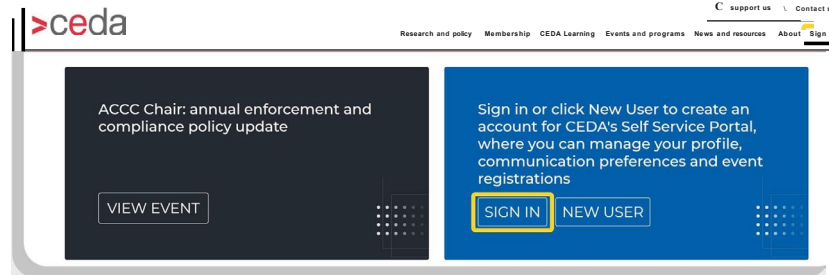 C support us \ Contact u
>ceda
Research and policy Membership CEDA Learning Events and programs News and resources About Sign
ACCC Chair: annual enforcement and
compliance policy update
VIEW EVENT
Sign in or click New User to create an
account for CEDA's Self Service Portal,
where you can manage your profile,
communication preferences and event
registrations
SIGN IN NEW USER